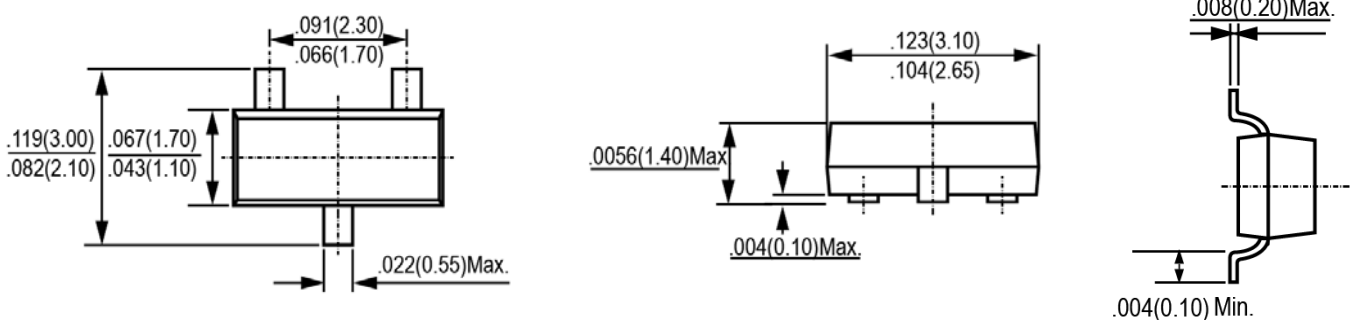 .091(2.30)
.066(1.70)
.119(3.00)
.082(2.10)
.067(1.70)
.043(1.10)
.022(0.55)Max.
.123(3.10)
.104(2.65)
.0056(1.40)Max
.004(0.10)Max.
.008(0.20)Max.
.004(0.10) Min.